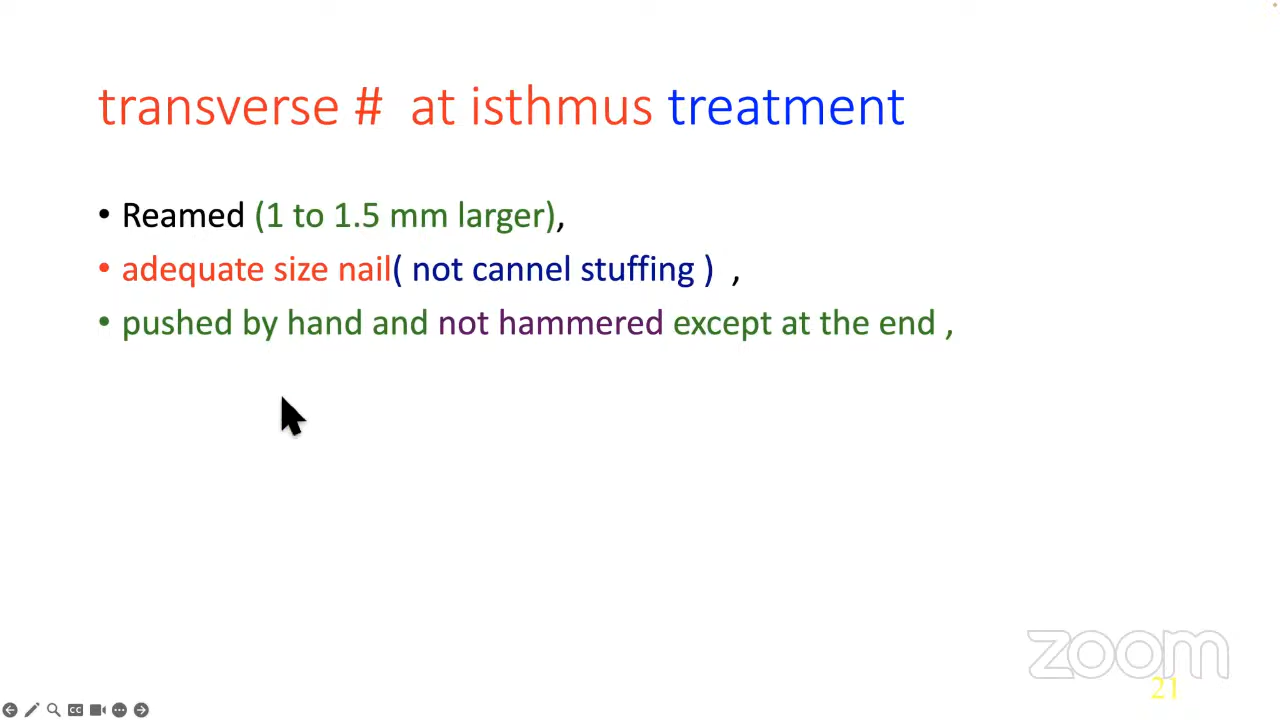 transverse #  at isthmus treatment
• Reamed (1 to 1.5 mm larger),
• adequate size nail( not cannel stuffing )  ,
• pushed by hand and not hammered except at the end ,
zoom
21
CC